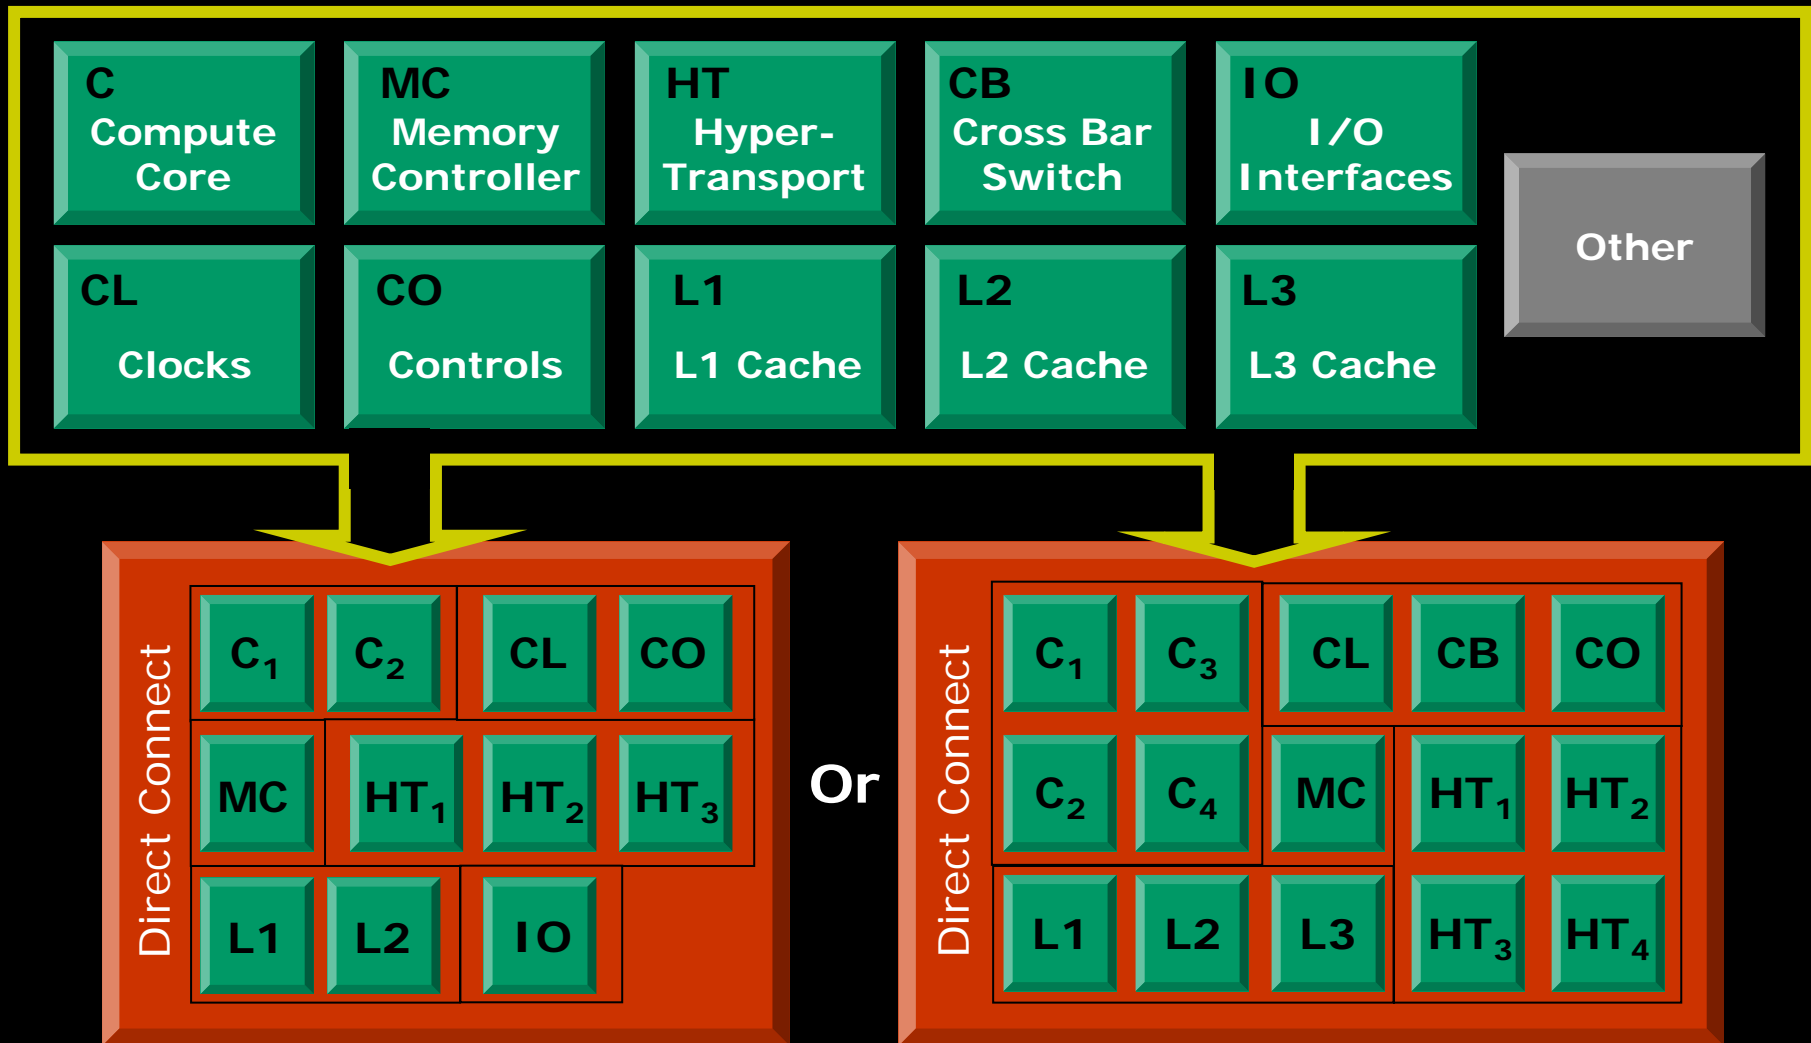 C
Compute
Core
MC
Memory
Controller
HT
Hyper-
Transport
CB
Cross Bar
Switch
IO
I/O
Interfaces
CL
Clocks
CO
Controls
L1
L1 Cache
L2
L2 Cache
L3
L3 Cache
Other
Direct Connect
C1 C2 CL CO
MC HT1 HT2 HT3
L1 L2 IO
Or
Direct Connect
C1 C3 CL CB CO
C2 C4 MC HT1 HT2
L1 L2 L3 HT3 HT4